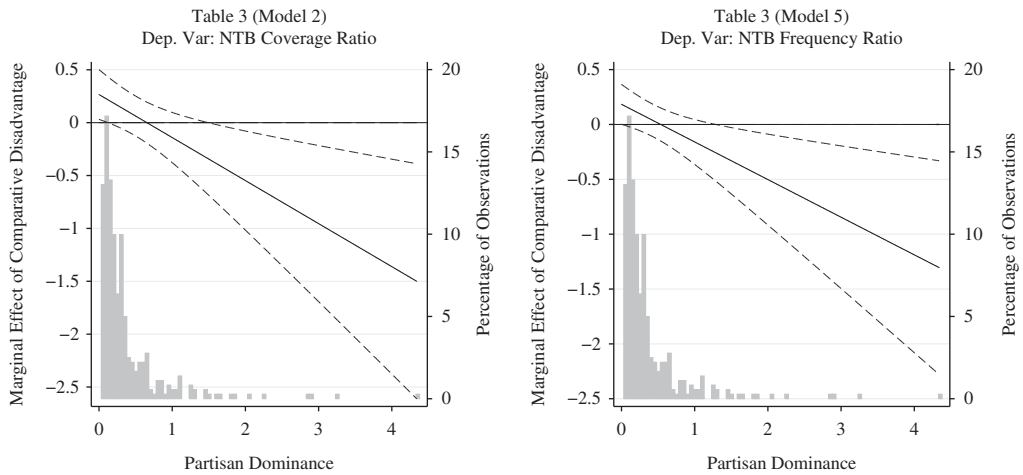 Table 3 (Model 2)
Dep. Var: NTB Coverage Ratio
Marginal Effect of Comparative Disadvantage
0.5
0
−0.5
−1
−1.5
−2
−2.5
20
15
10
5
0
Percentage of Observations
0 1 2 3 4
Partisan Dominance
Table 3 (Model 5)
Dep. Var: NTB Frequency Ratio
Marginal Effect of Comparative Disadvantage
0.5
0
−0.5
−1
−1.5
−2
−2.5
20
15
10
5
0
Percentage of Observations
0 1 2 3 4
Partisan Dominance